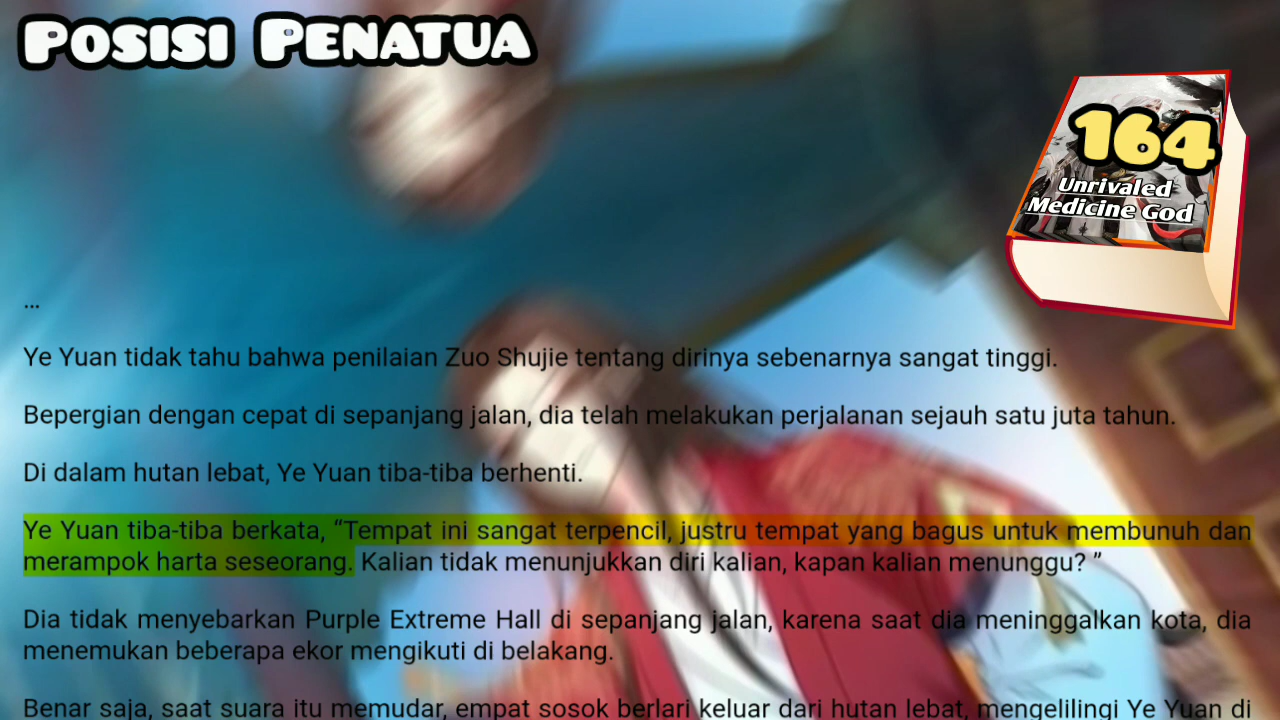 POSISI PENATUA
164
Unrivaled
Medicine God
...
Ye Yuan tidak tahu bahwa penilaian Zuo Shujie tentang dirinya sebenarnya sangat tinggi.
Bepergian dengan cepat di sepanjang jalan, dia telah melakukan perjalanan sejauh satu juta tahun.
Di dalam hutan lebat, Ye Yuan tiba-tiba berhenti.
Ye Yuan tiba-tiba berkata, “Tempat ini sangat terpencil, justru tempat yang bagus untuk membunuh dan
merampok harta seseorang. Kalian tidak menunjukkan diri kalian, kapan kalian menunggu? ”
Dia tidak menyebarkan Purple Extreme Hall di sepanjang jalan, karena saat dia meninggalkan kota, dia
menemukan beberapa ekor mengikuti di belakang.
Benar saja, saat suara itu memudar, empat sosok berlari keluar dari hutan lebat, mengelilingi Ye Yuan di